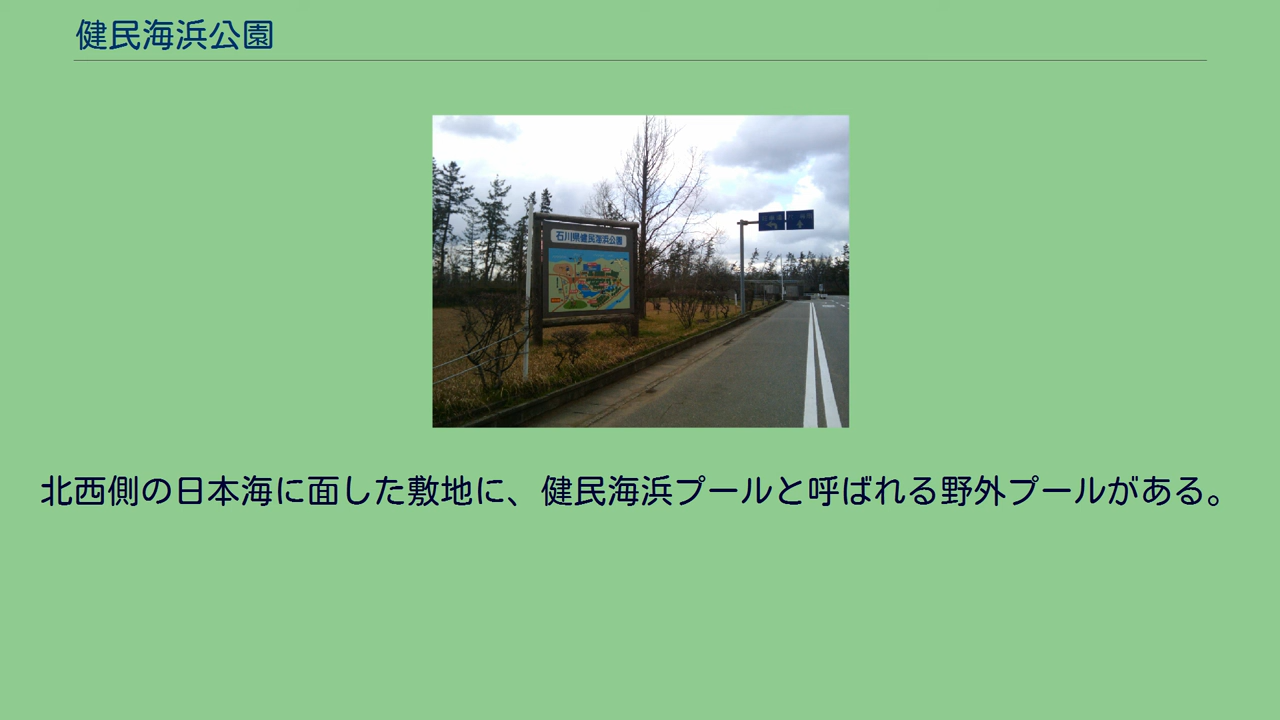 健民海浜公園
石川県健民海浜公園
北西側の日本海に面した敷地に、健民海浜プールと呼ばれる野外プールがある。